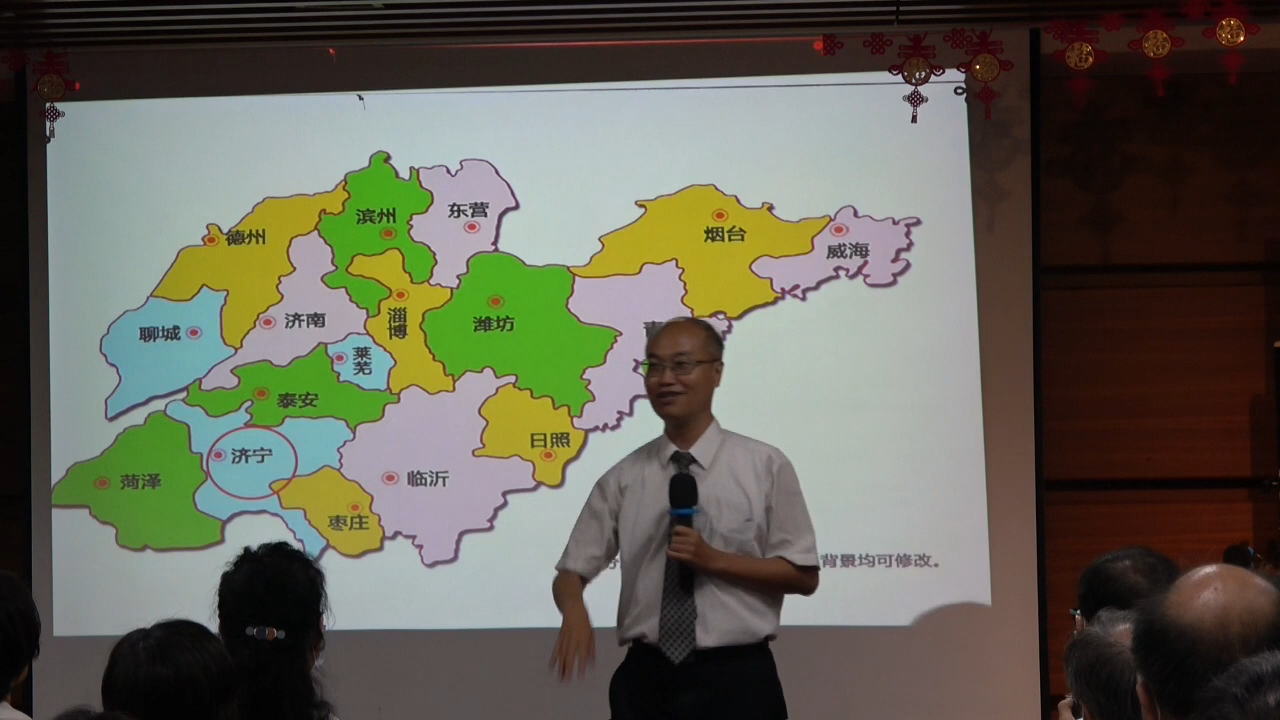 滨州
东营
德州
烟台
威海
聊城
济南
淄
博
潍坊
莱
芜
泰安
日照
济宁
菏泽
临沂
枣庄
背景均可修改。